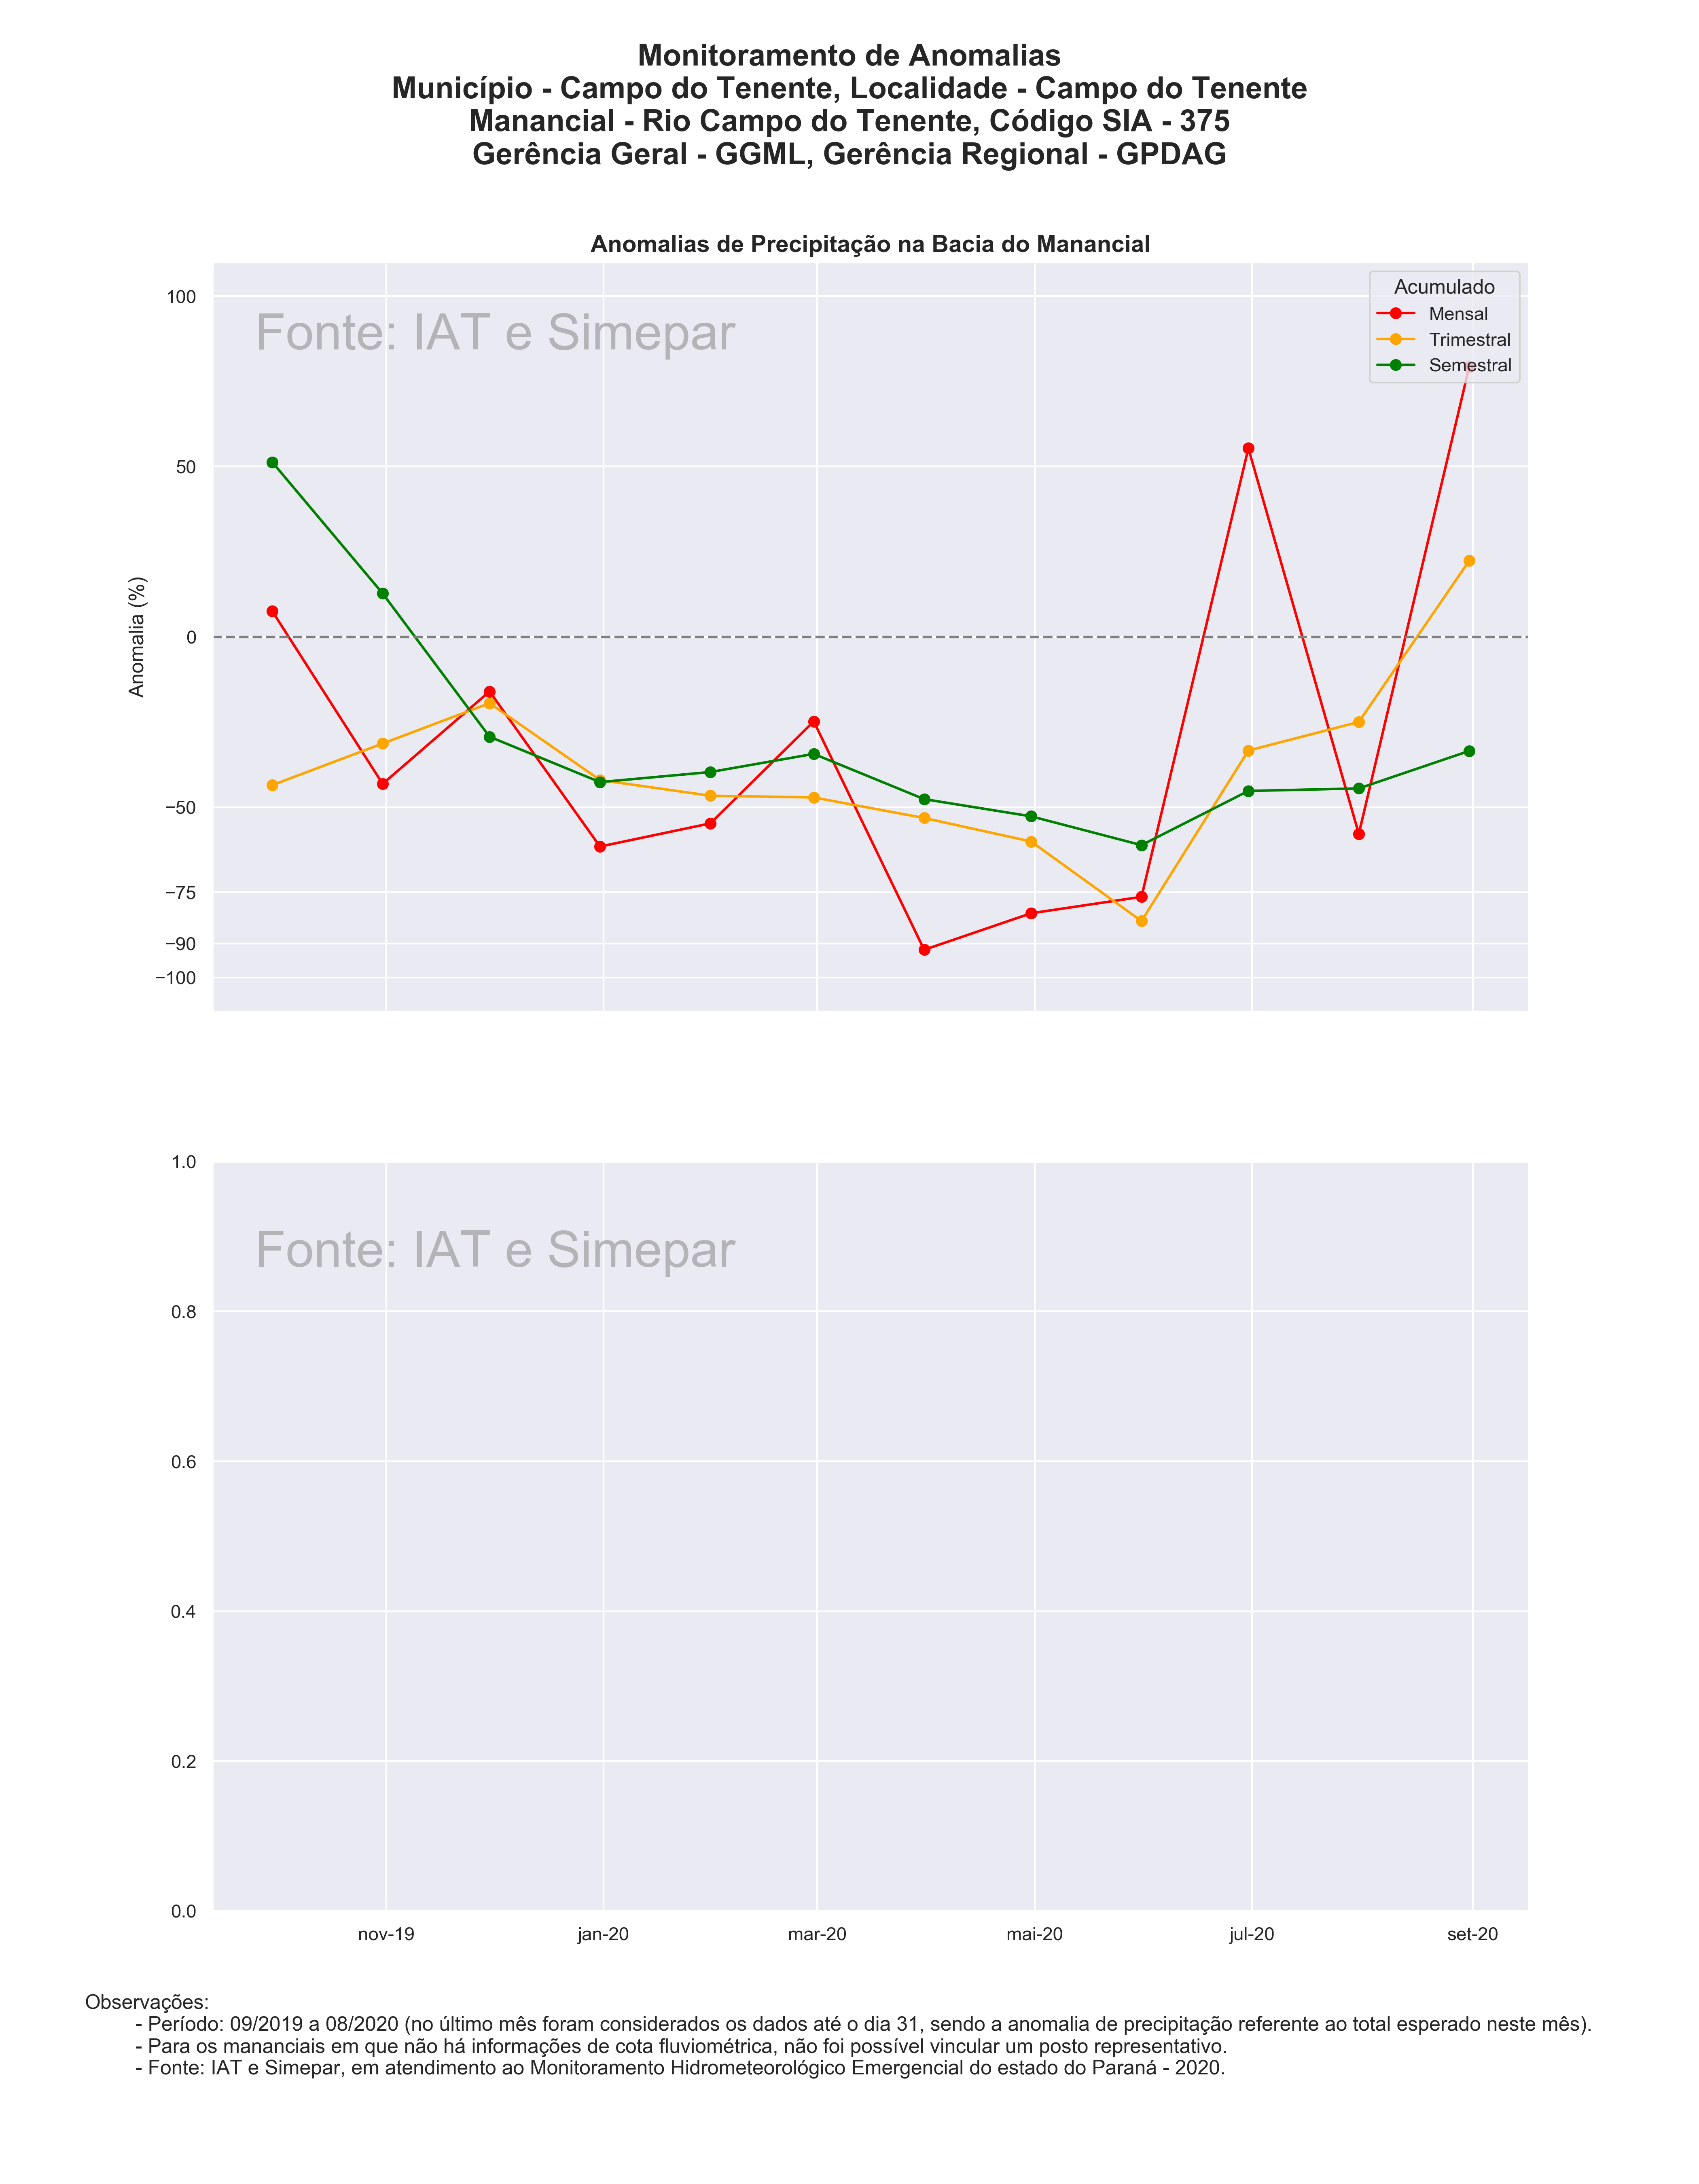 Monitoramento de Anomalias
Município - Campo do Tenente, Localidade - Campo do Tenente
Manancial - Rio Campo do Tenente, Código SIA - 375
Gerência Geral - GGML, Gerência Regional - GPDAG
Anomalias de Precipitação na Bacia do Manancial
Fonte: IAT e Simepar
Acumulado
Mensal
Trimestral
Semestral
Anomalia (%)
100
50
0
−50
−75
−90
−100
Fonte: IAT e Simepar
1.0
0.8
0.6
0.4
0.2
0.0
nov-19 jan-20 mar-20 mai-20 jul-20 set-20
Observações:
- Período: 09/2019 a 08/2020 (no último mês foram considerados os dados até o dia 31, sendo a anomalia de precipitação referente ao total esperado neste mês).
- Para os mananciais em que não há informações de cota fluviométrica, não foi possível vincular um posto representativo.
- Fonte: IAT e Simepar, em atendimento ao Monitoramento Hidrometeorológico Emergencial do estado do Paraná - 2020.